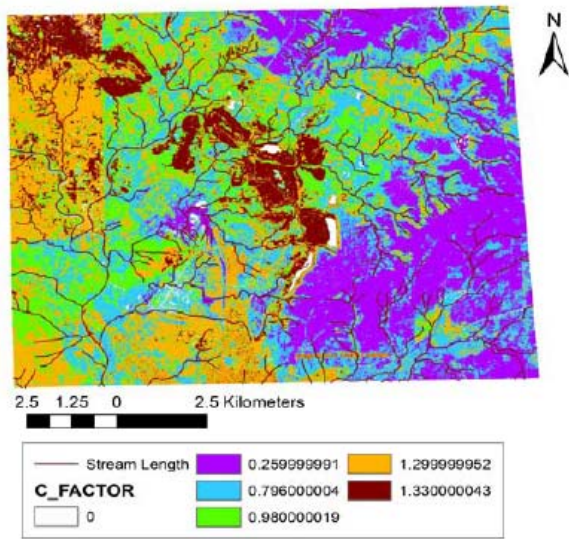 N
2.5 1.25 0 2.5 Kilometers
Stream Length
C_FACTOR
0
0.259999991
0.796000004
0.980000019
1.299999952
1.330000043